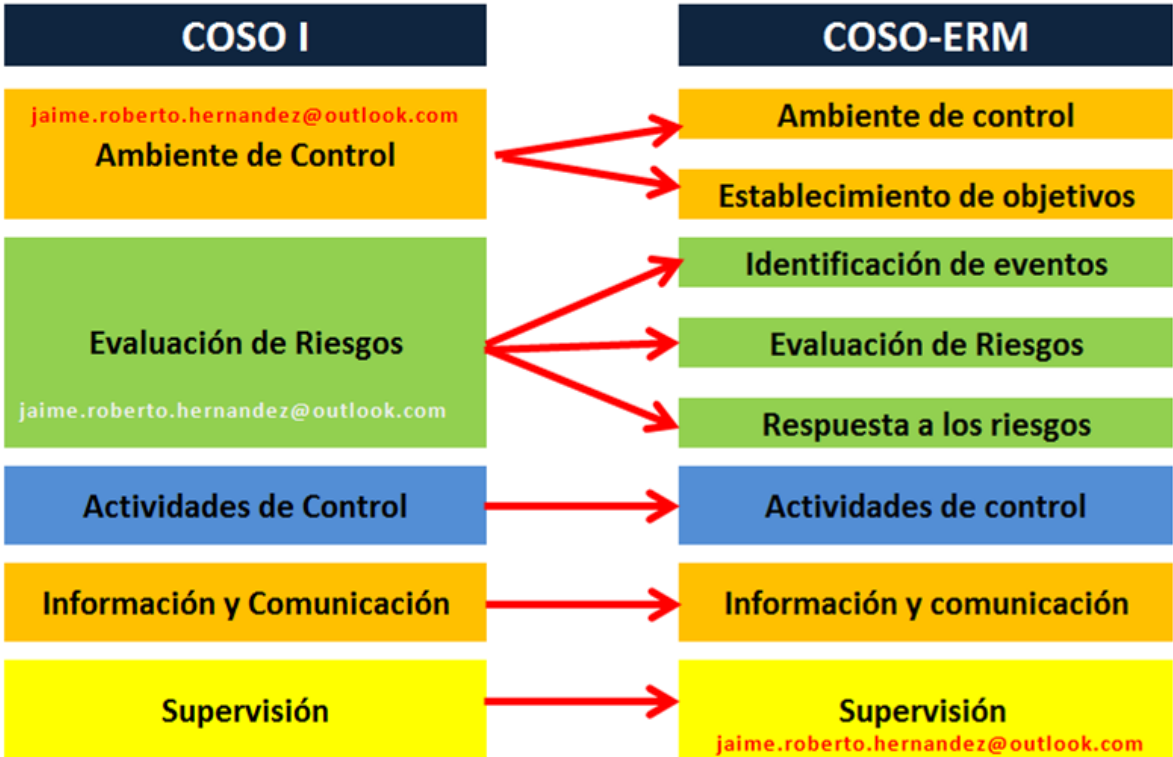 COSO I
jaime.roberto.hernandez@outlook.com
Ambiente de Control
Evaluación de Riesgos
jaime.roberto.hernandez@outlook.com
Actividades de Control
Información y Comunicación
Supervisión
COSO-ERM
Ambiente de control
Establecimiento de objetivos
Identificación de eventos
Evaluación de Riesgos
Respuesta a los riesgos
Actividades de control
Información y comunicación
Supervisión
jaime.roberto.hernandez@outlook.com